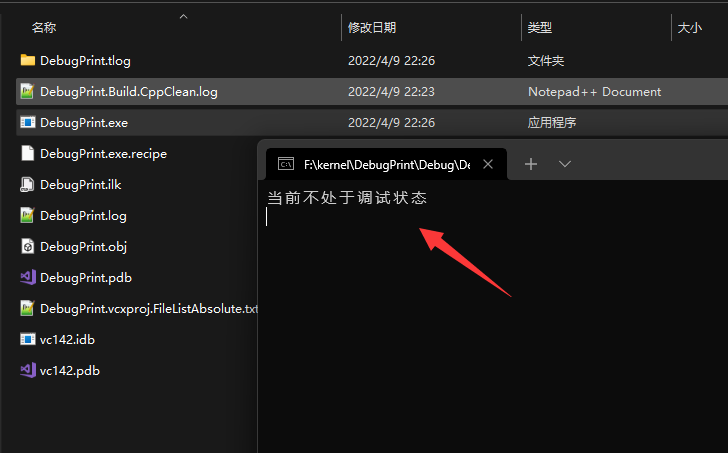 名称 修改日期 类型 大小
DebugPrint.tlog 2022/4/9 22:26 文件夹
DebugPrint.Build.CppClean.log 2022/4/9 22:23 Notepad++ Document
DebugPrint.exe 2022/4/9 22:26 应用程序
DebugPrint.exe.recipe
F:\kernel\DebugPrint\Debug\De
DebugPrint.ilk
当前不处于调试状态
DebugPrint.log
DebugPrint.obj
DebugPrint.pdb
DebugPrint.vcxproj.FileListAbsolute.txt
vc142.idb
vc142.pdb